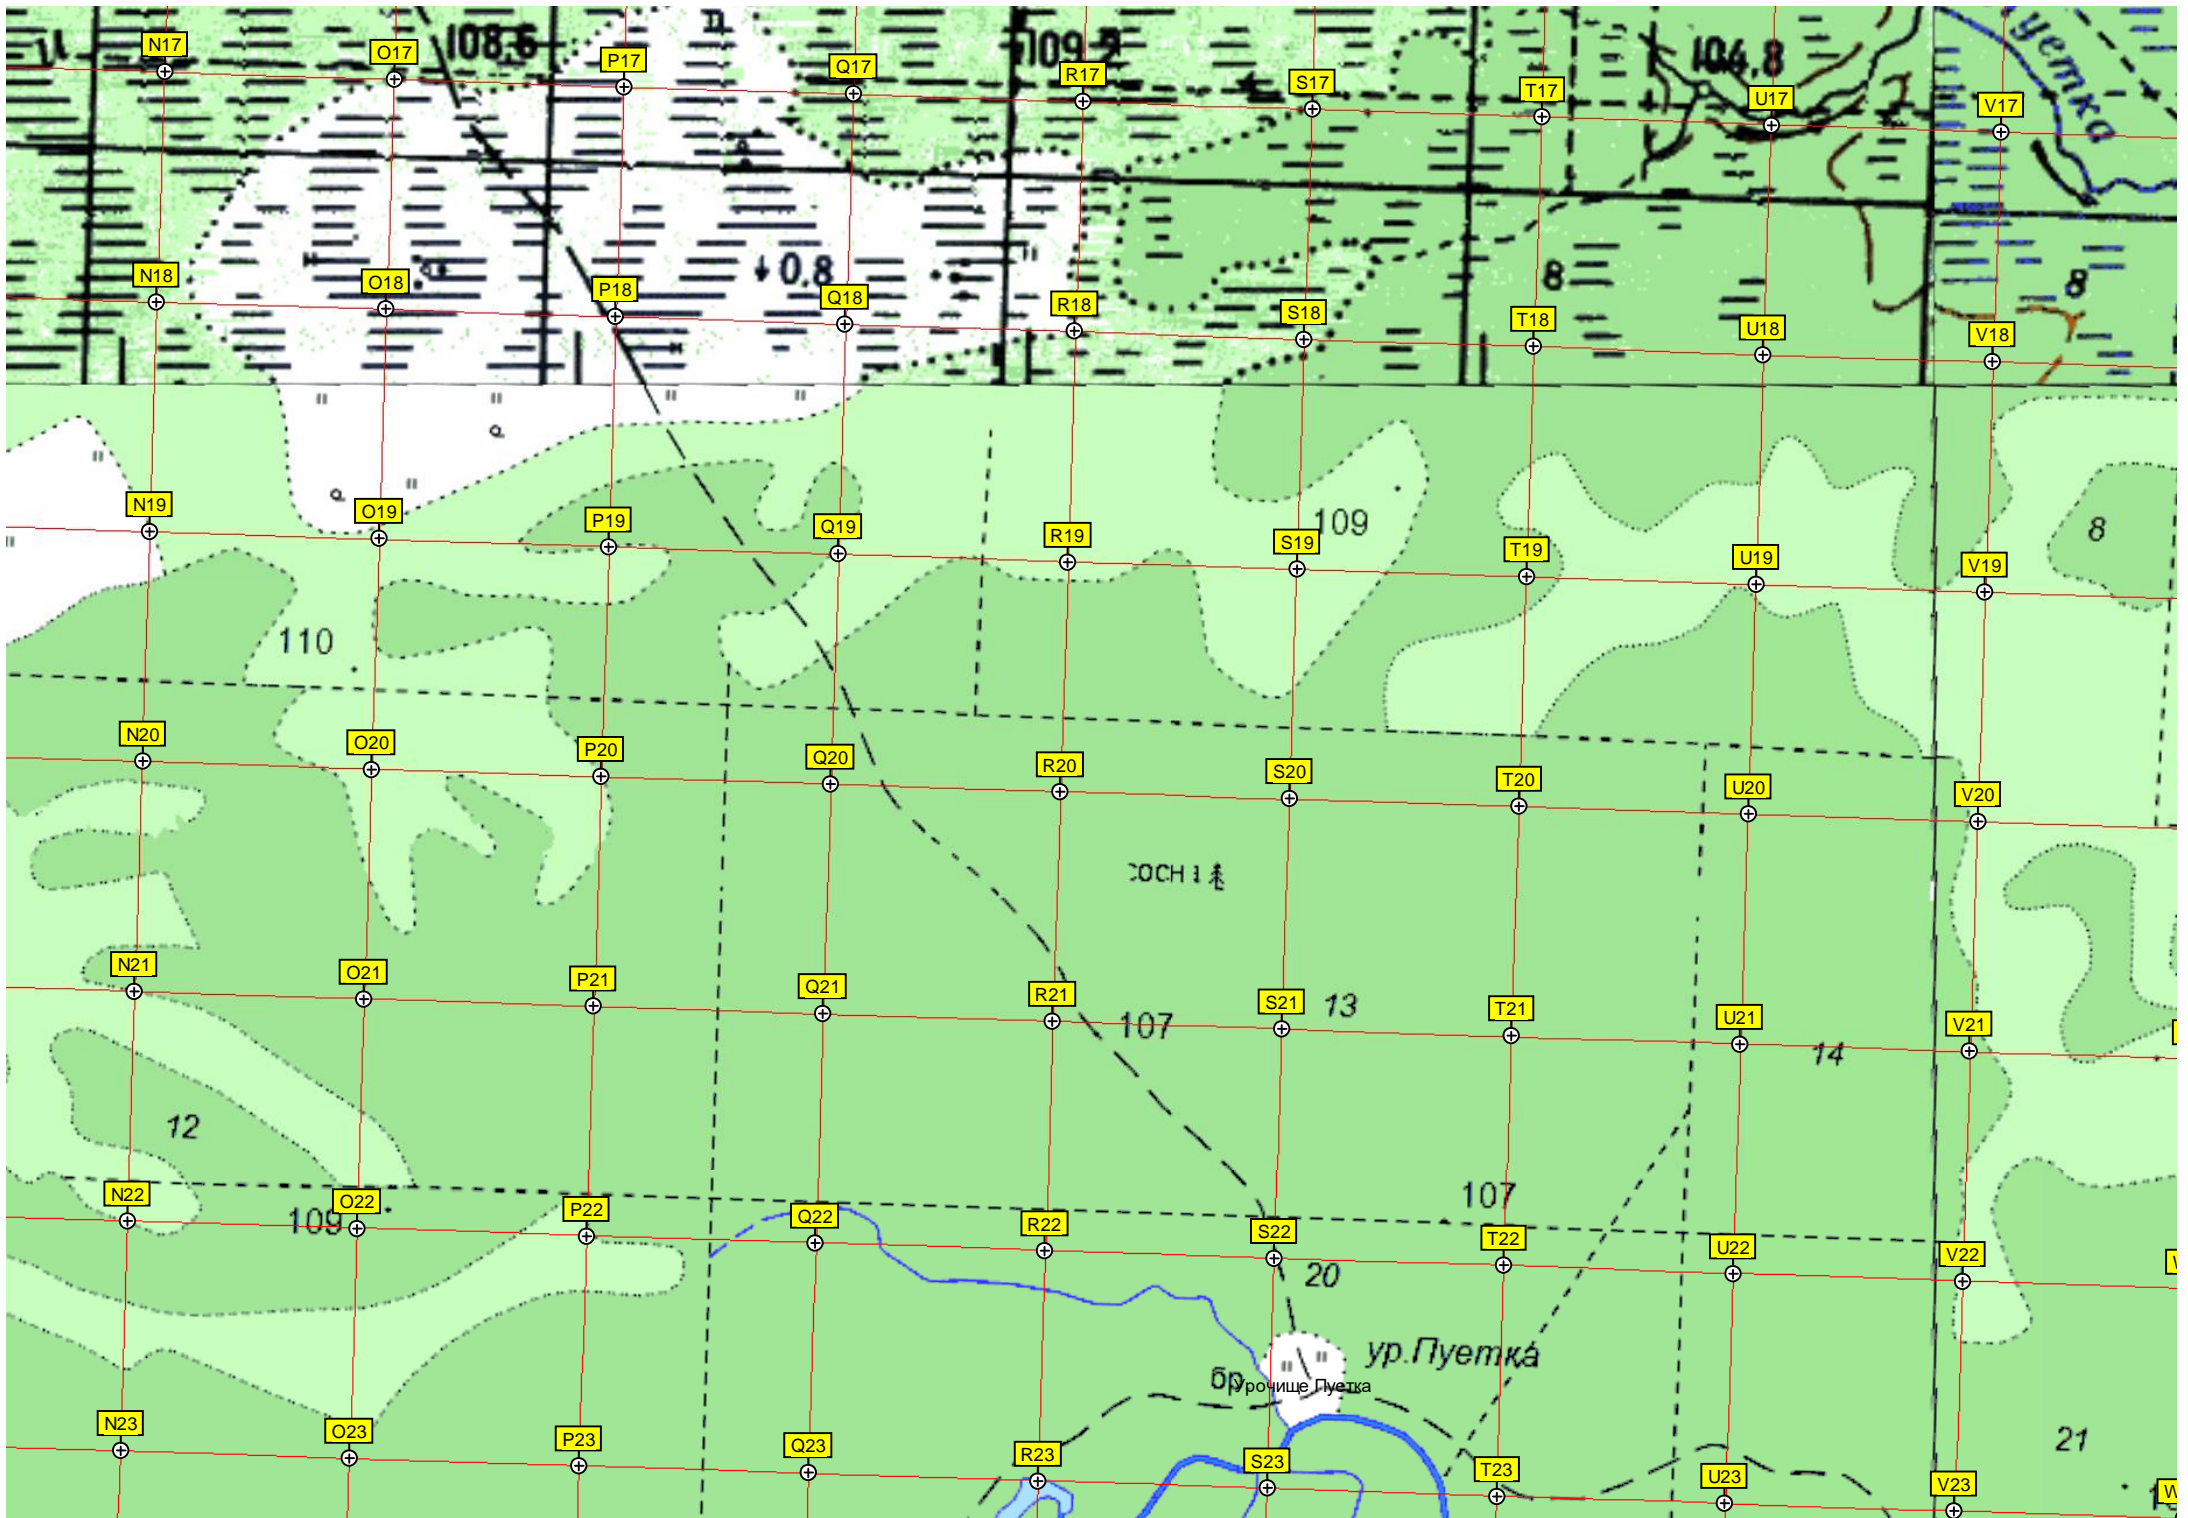 N17 O17 108,6 P17 Q17 109,9 R17 S17 T17 104,8 U17 V17
N18 O18 P18 0,8 Q18 R18 S18 8 T18 U18 8 V18
N19 O19 P19 Q19 R19 S19 109 T19 U19 V19 8
110
N20 O20 P20 Q20 R20 S20 T20 U20 V20
N21 O21 P21 Q21 R21 107 S21 13 T21 U21 14 V21
12
107
N22 109 O22 P22 Q22 R22 S22 20 T22 U22 V22
ур.Пуетка
бр
Урочище Пуетка
21
N23 O23 P23 Q23 R23 S23 T23 U23 V23